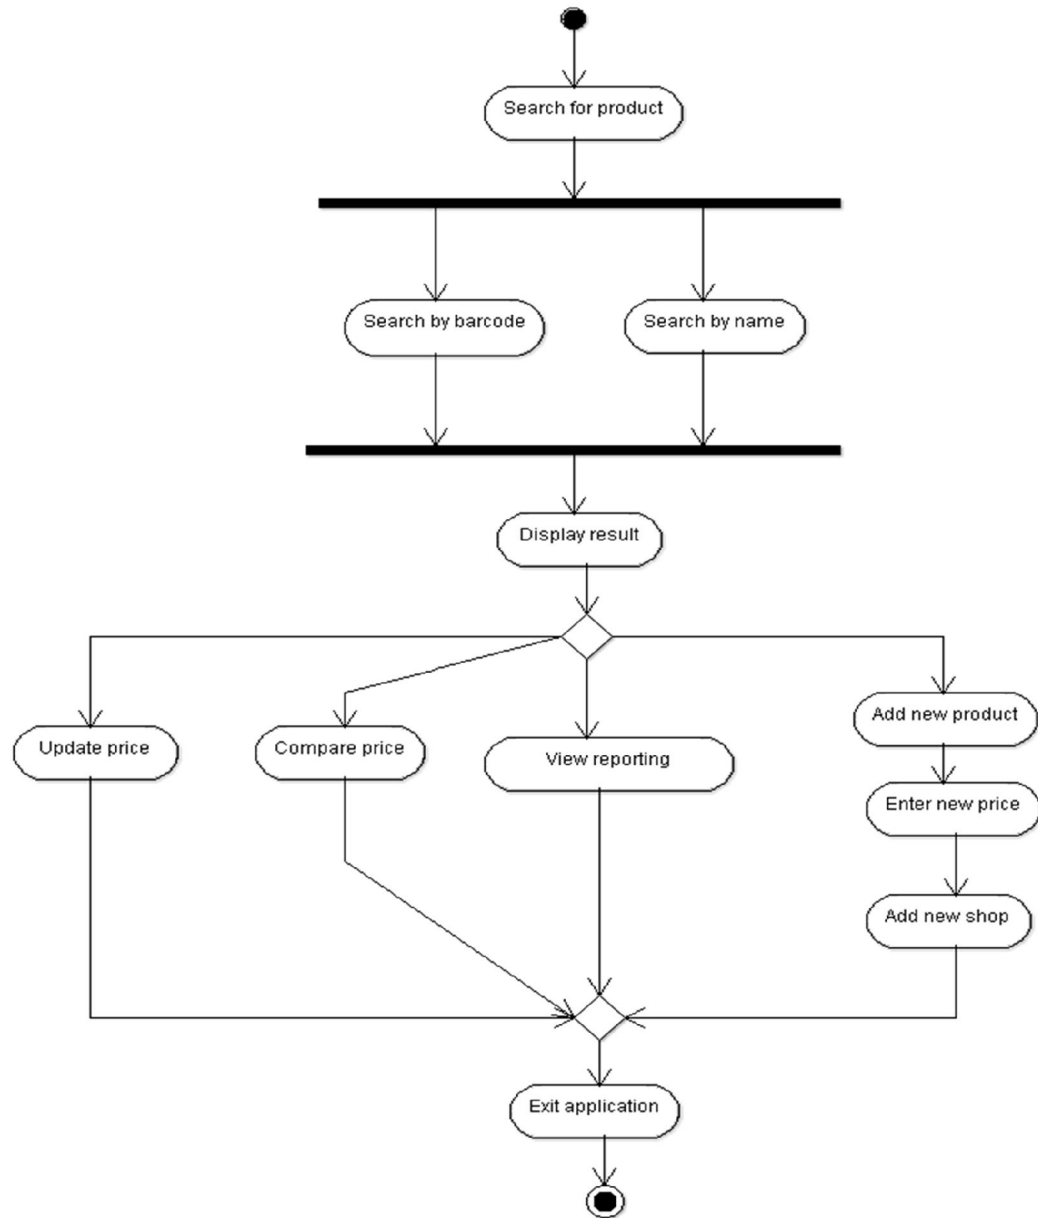 Search for product
Search by barcode
Search by name
Display result
Update price
Compare price
View reporting
Add new product
Enter new price
Add new shop
Exit application